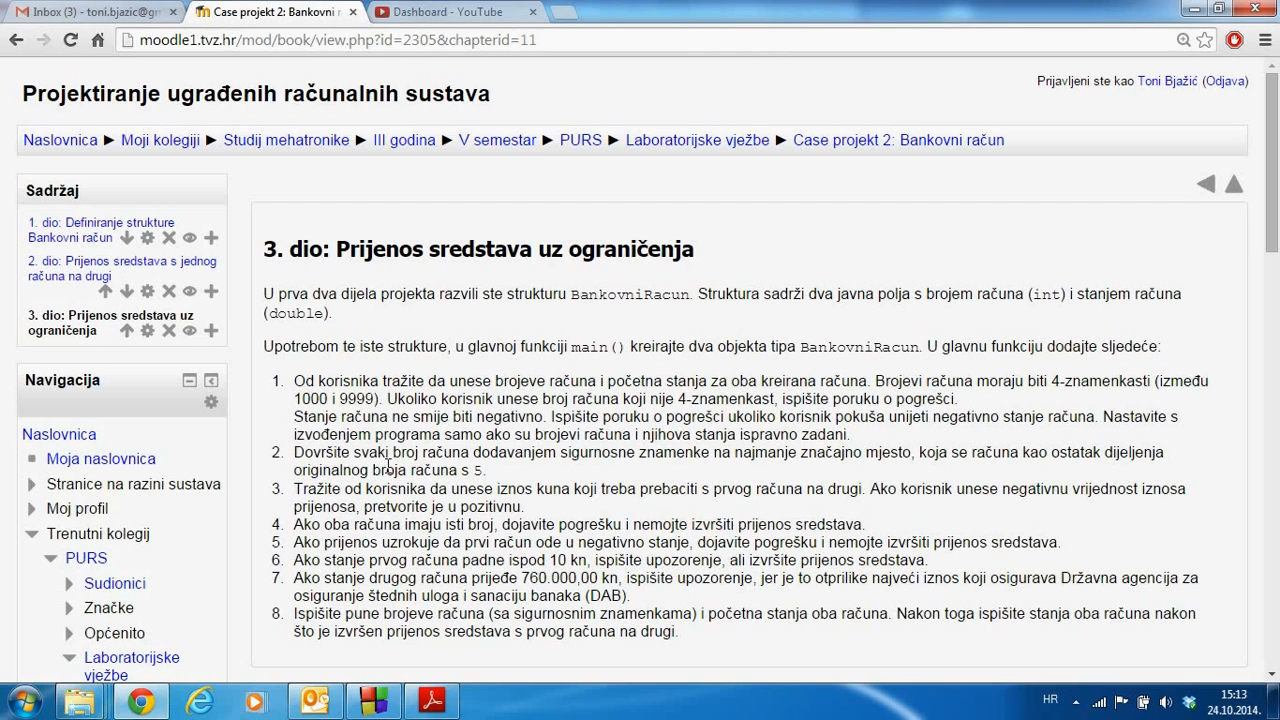 Inbox (3) - toni.bjazic@gm
Case projekt 2: Bankovni r
Dashboard - YouTube
moodle1.tvz.hr/mod/book/view.php?id=2305&chapterid=11
Prijavljeni ste kao Toni Bjažić (Odjava)
Projektiranje ugrađenih računalnih sustava
Naslovnica ► Moji kolegiji ► Studij mehatronike ► III godina ► V semestar ► PURS ► Laboratorijske vježbe ► Case projekt 2: Bankovni račun
Sadržaj
1. dio: Definiranje strukture
Bankovni račun
2. dio: Prijenos sredstava s jednog
računa na drugi
3. dio: Prijenos sredstava uz
ograničenja
Navigacija
Naslovnica
Moja naslovnica
Stranice na razini sustava
Moj profil
Trenutni kolegij
PURS
Sudionici
Značke
Općenito
Laboratorijske
vježbe
3. dio: Prijenos sredstava uz ograničenja
U prva dva dijela projekta razvili ste strukturu BankovniRacun. Struktura sadrži dva javna polja s brojem računa (int) i stanjem računa
(double).
Upotrebom te iste strukture, u glavnoj funkciji main() kreirajte dva objekta tipa BankovniRacun. U glavnu funkciju dodajte sljedeće:
1. Od korisnika tražite da unese brojeve računa i početna stanja za oba kreirana računa. Brojevi računa moraju biti 4-znamenkasti (između
1000 i 9999). Ukoliko korisnik unese broj računa koji nije 4-znamenkast, ispišite poruku o pogrešci.
Stanje računa ne smije biti negativno. Ispišite poruku o pogrešci ukoliko korisnik pokuša unijeti negativno stanje računa. Nastavite s
izvođenjem programa samo ako su brojevi računa i njihova stanja ispravno zadani.
2. Dovršite svaki broj računa dodavanjem sigurnosne znamenke na najmanje značajno mjesto, koja se računa kao ostatak dijeljenja
originalnog broja računa s 5.
3. Tražite od korisnika da unese iznos kuna koji treba prebaciti s prvog računa na drugi. Ako korisnik unese negativnu vrijednost iznosa
prijenosa, pretvorite je u pozitivnu.
4. Ako oba računa imaju isti broj, dojavite pogrešku i nemojte izvršiti prijenos sredstava.
5. Ako prijenos uzrokuje da prvi račun ode u negativno stanje, dojavite pogrešku i nemojte izvršiti prijenos sredstava.
6. Ako stanje prvog računa padne ispod 10 kn, ispišite upozorenje, ali izvršite prijenos sredstava.
7. Ako stanje drugog računa prijeđe 760.000,00 kn, ispišite upozorenje, jer je to otprilike najveći iznos koji osigurava Državna agencija za
osiguranje štednih uloga i sanaciju banaka (DAB).
8. Ispišite pune brojeve računa (sa sigurnosnim znamenkama) i početna stanja oba računa. Nakon toga ispišite stanja oba računa nakon
što je izvršen prijenos sredstava s prvog računa na drugi.
HR
15:13
24.10.2014.